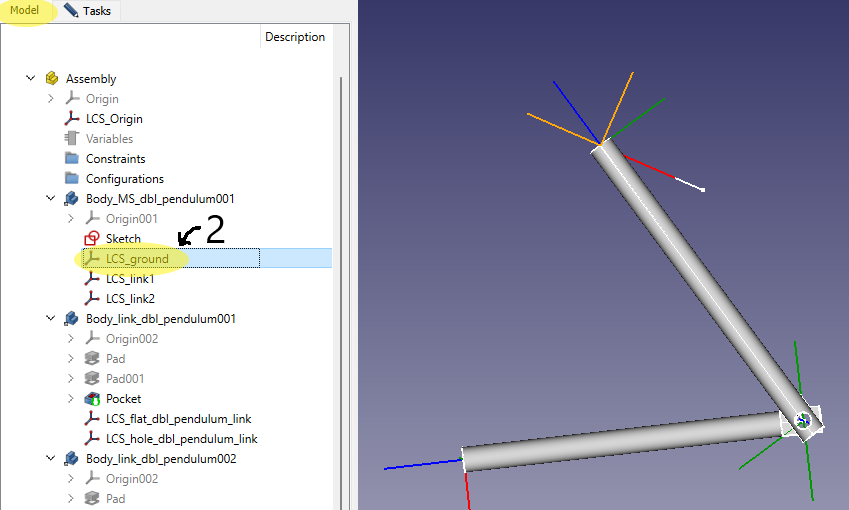 Model
Tasks
Description
Assembly
Origin
LCS_Origin
Variables
Constraints
Configurations
Body_MS_dbl_pendulum001
Origin001
2
Sketch
LCS_ground
LCS_link1
LCS_link2
Body_link_dbl_pendulum001
Origin002
Pad
Pad001
Pocket
LCS_flat_dbl_pendulum_link
LCS_hole_dbl_pendulum_link
Body_link_dbl_pendulum002
Origin002
Pad